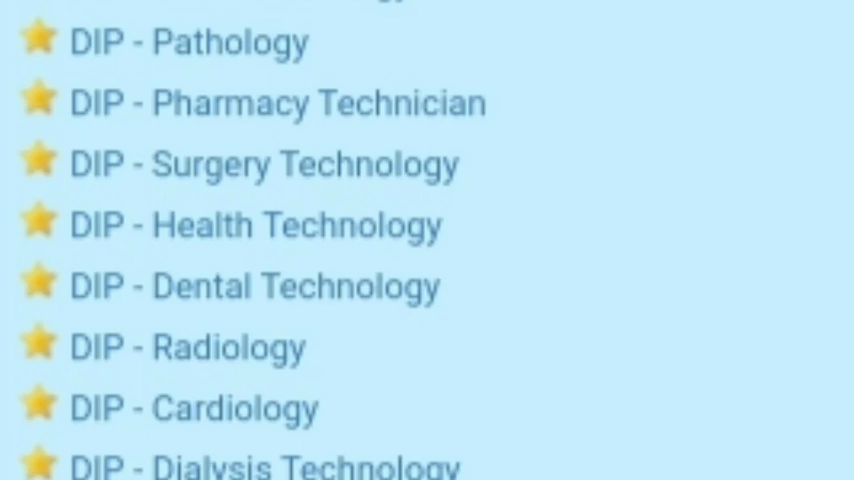 ⭐ DIP - Pathology
⭐ DIP - Pharmacy Technician
⭐ DIP - Surgery Technology
⭐ DIP - Health Technology
⭐ DIP - Dental Technology
⭐ DIP - Radiology
⭐ DIP - Cardiology
⭐ DIP - Dialysis Technology